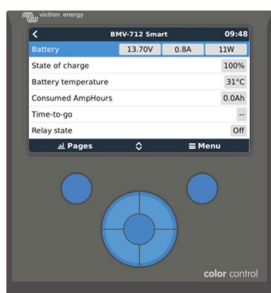 victron energy
BMV-712 Smart 09:48
Battery 13.70V 0.8A 11W
State of charge 100%
Battery temperature 31°C
Consumed AmpHours 0.0Ah
Time-to-go --
Relay state Off
Pages Menu
color control